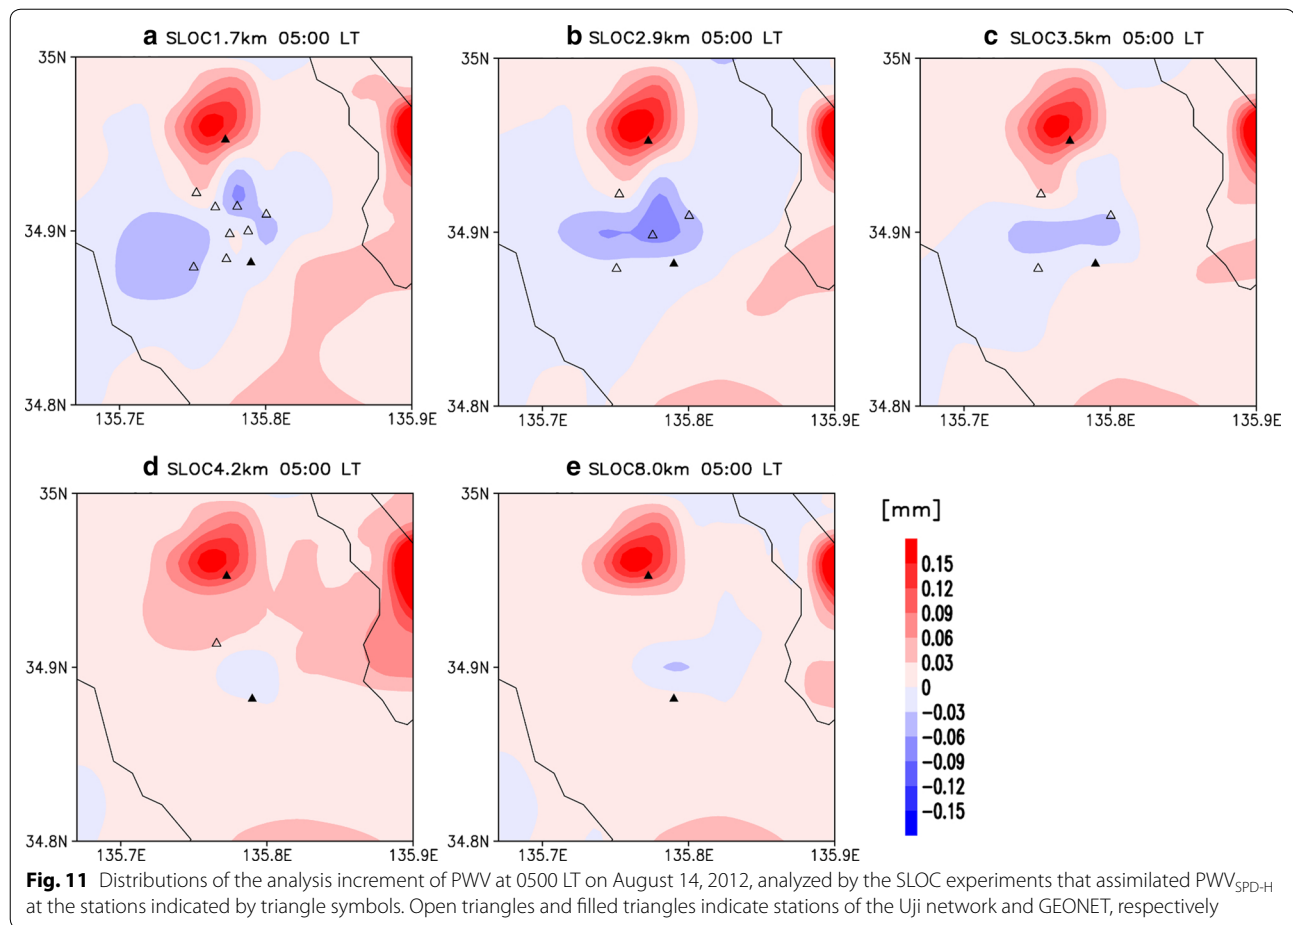 a SLOC1.7km 05:00 LT
35N
34.9N
34.8N
135.7E 135.8E 135.9E
b SLOC2.9km 05:00 LT
35N
34.9N
34.8N
135.7E 135.8E 135.9E
c SLOC3.5km 05:00 LT
35N
34.9N
34.8N
135.7E 135.8E 135.9E
d SLOC4.2km 05:00 LT
35N
34.9N
34.8N
135.7E 135.8E 135.9E
e SLOC8.0km 05:00 LT
35N
34.9N
34.8N
135.7E 135.8E 135.9E
[mm]
0.15
0.12
0.09
0.06
0.03
0
−0.03
−0.06
−0.09
−0.12
−0.15
Fig. 11 Distributions of the analysis increment of PWV at 0500 LT on August 14, 2012, analyzed by the SLOC experiments that assimilated PWV_SPD-H
at the stations indicated by triangle symbols. Open triangles and filled triangles indicate stations of the Uji network and GEONET, respectively